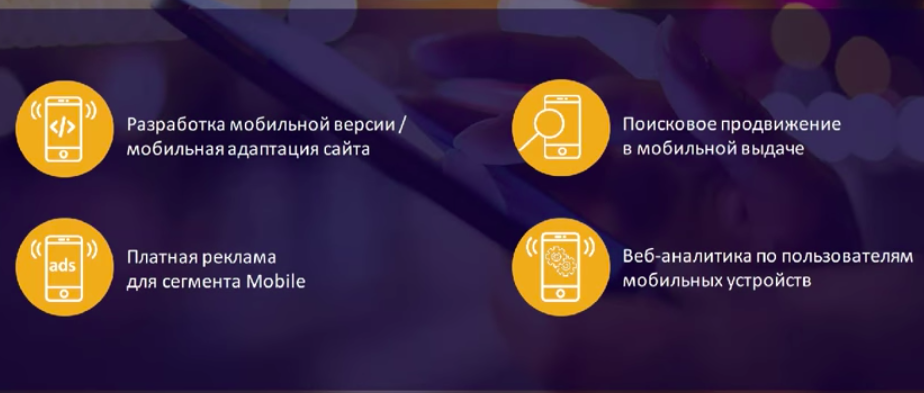 Разработка мобильной версии /
мобильная адаптация сайта
Поисковое продвижение
в мобильной выдаче
ads
Платная реклама
для сегмента Mobile
Веб-аналитика по пользователям
мобильных устройств